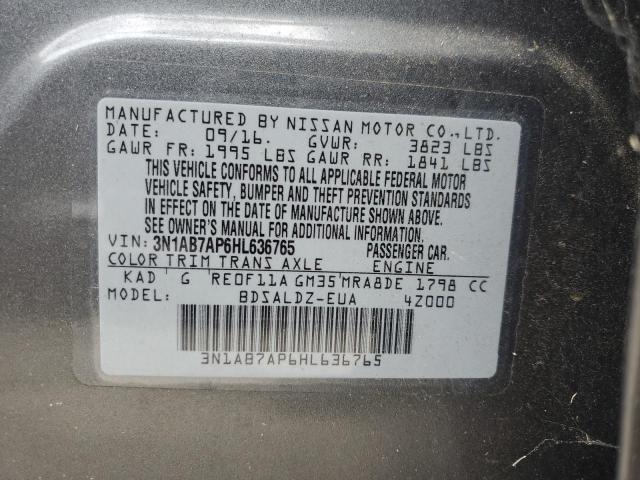 MANUFACTURED BY NISSAN MOTOR CO.,LTD.
DATE: 09/16. GVWR: 3823 LBS
GAWR FR: 1995 LBS GAWR RR: 1841 LBS
THIS VEHICLE CONFORMS TO ALL APPLICABLE FEDERAL MOTOR
VEHICLE SAFETY, BUMPER AND THEFT PREVENTION STANDARDS
IN EFFECT ON THE DATE OF MANUFACTURE SHOWN ABOVE.
SEE OWNER'S MANUAL FOR ADDITIONAL INFORMATION.
VIN: 3N1AB7AP6HL636765 PASSENGER CAR.
COLOR TRIM TRANS AXLE ENGINE
KAD G RE0F11A GM35 MRA8DE 1798 CC
MODEL: BDSALDZ-EUA 4Z000
3N1AB7AP6HL636765